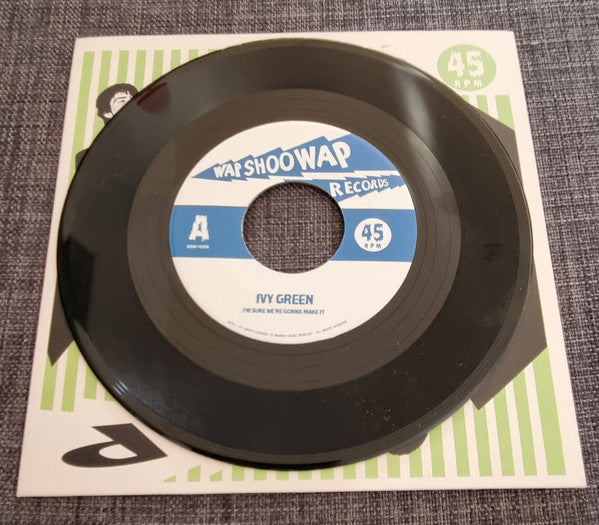 45
RPM
WAP SHOO WAP
RECORDS
A
45
RPM
IVY GREEN
I'M SURE WE'RE GONNA MAKE IT